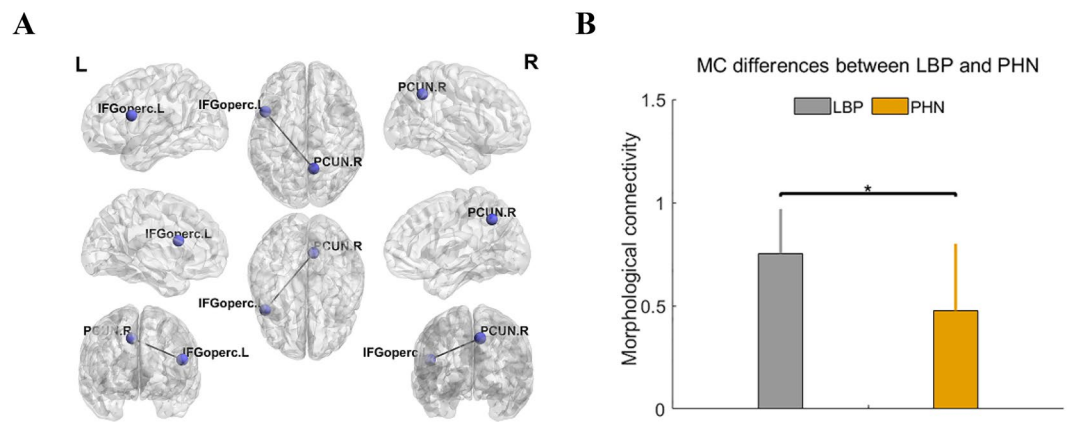 A
B
L
R
IFGoperc.L
IFGoperc.L
PCUN.R
PCUN.R
IFGoperc.L
PCUN.R
IFGoperc.
PCUN.R
PCUN.R
IFGoperc.L
IFGoperc
PCUN.R
MC differences between LBP and PHN
LBP
PHN
*
1.5
1
0.5
0
Morphological connectivity